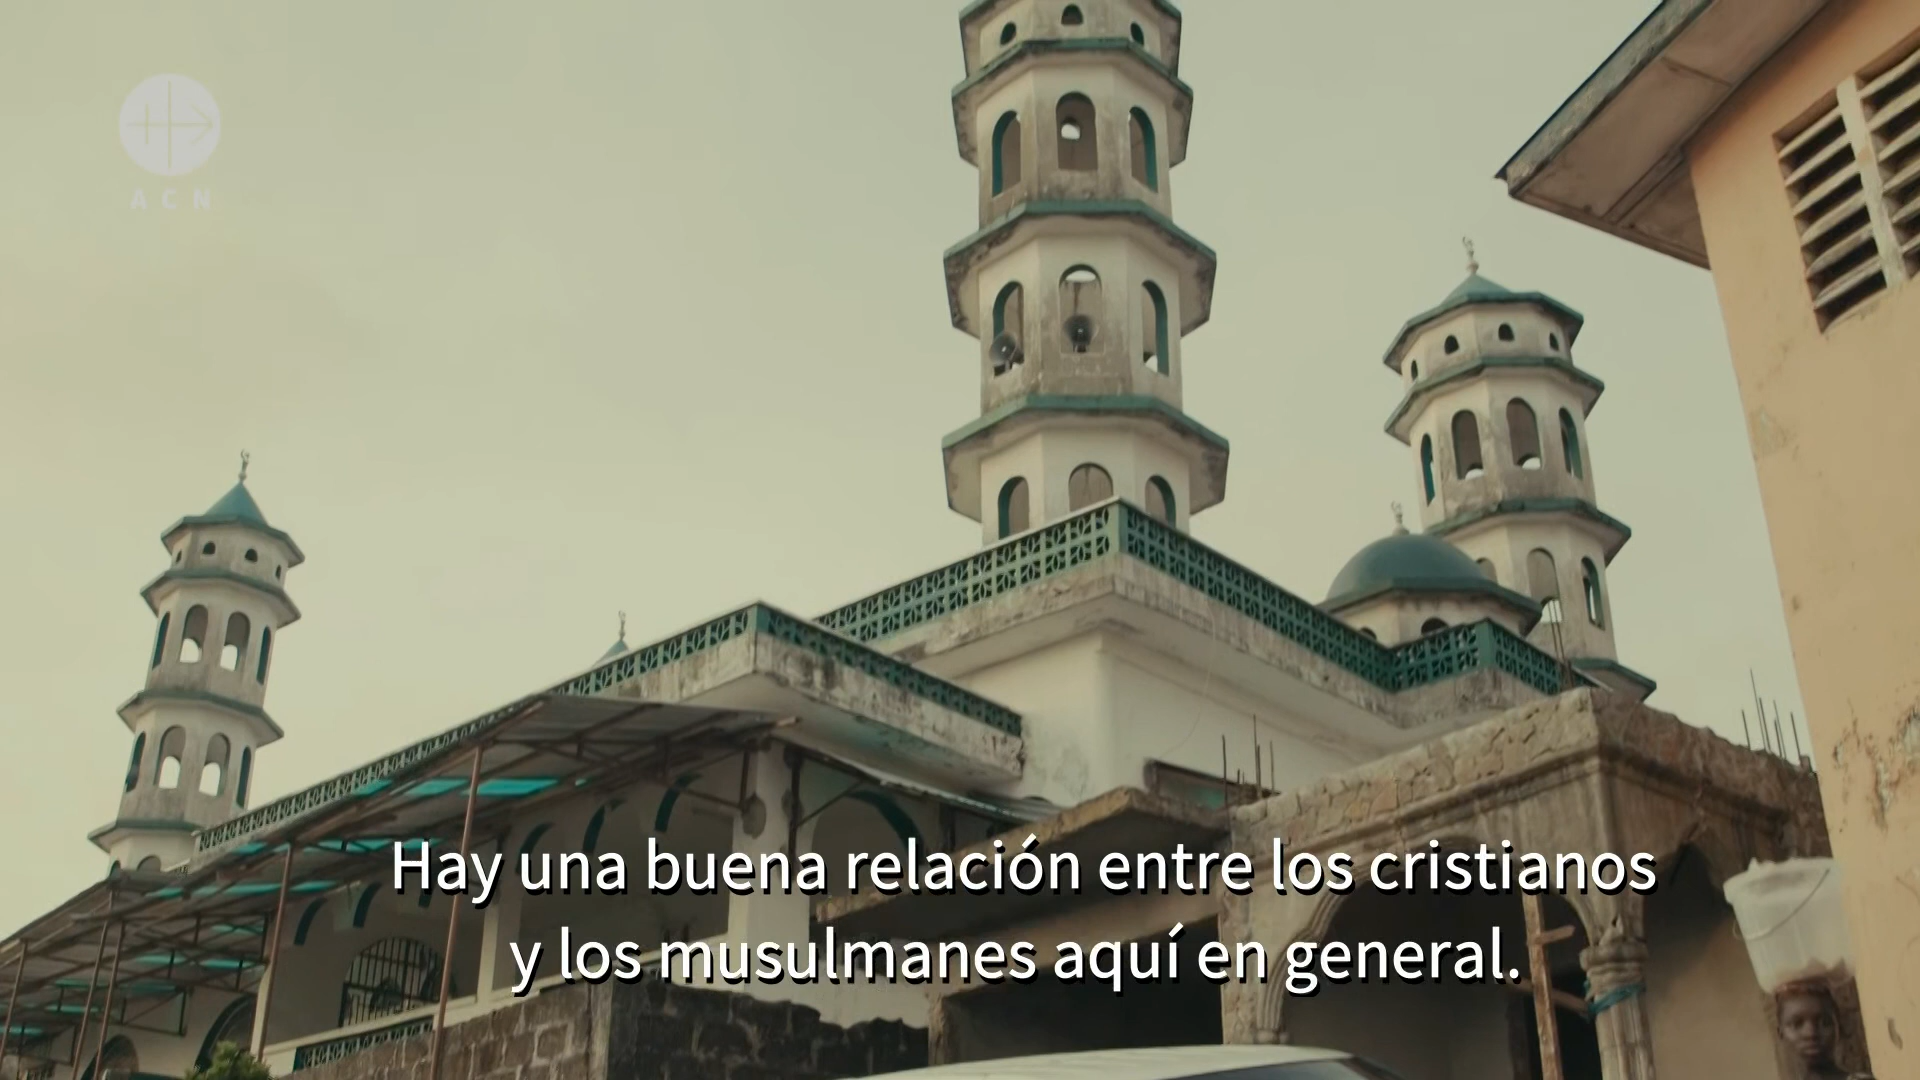 ACN
Hay una buena relación entre los cristianos
y los musulmanes aquí en general.